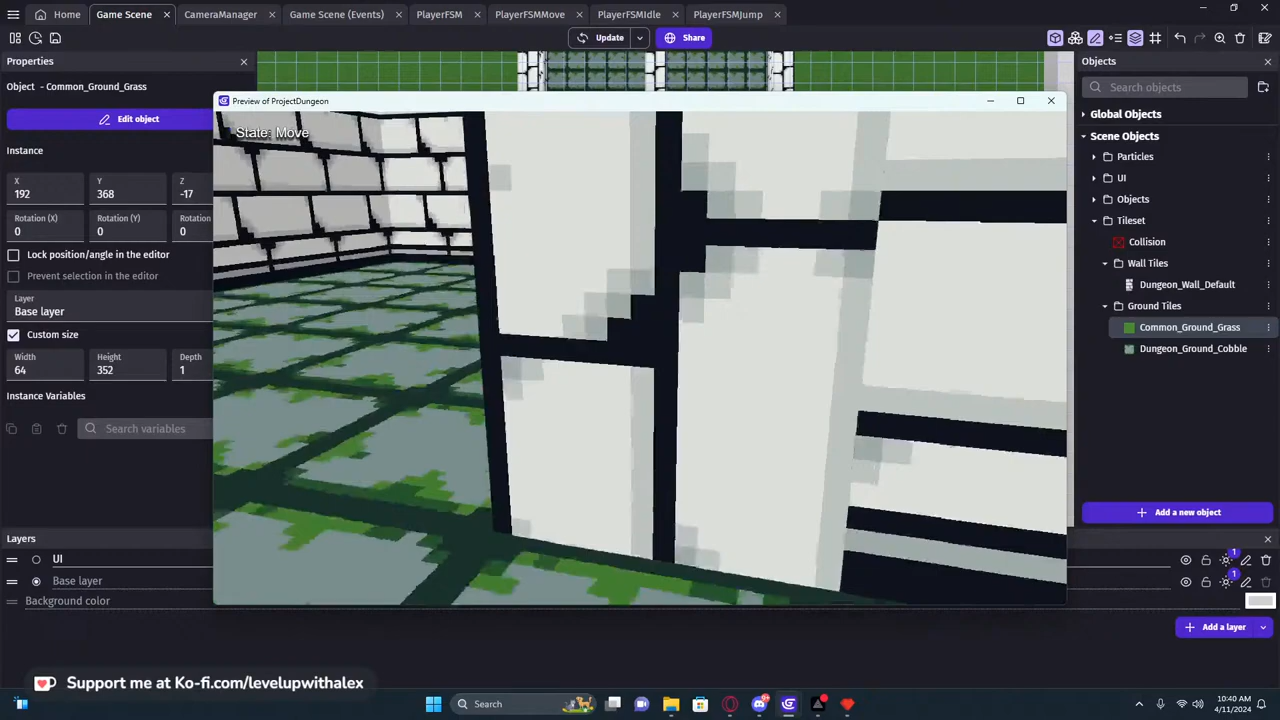 Home
Game Scene
CameraManager
Game Scene (Events)
PlayerFSM
PlayerFSMMove
PlayerFSMIdle
PlayerFSMJump
Update
Share
Properties
Object - Common_Ground_Grass
Edit object
Instance
X
192
Y
368
Z
-17
Rotation (X)
0
Rotation (Y)
0
Rotation
0
Lock position/angle in the editor
Prevent selection in the editor
Layer
Base layer
Custom size
Width
64
Height
352
Depth
1
Instance Variables
Search variables
Preview of ProjectDungeon
State: Move
Objects
Search objects
Global Objects
Scene Objects
Particles
UI
Objects
Tileset
Collision
Wall Tiles
Dungeon_Wall_Default
Ground Tiles
Common_Ground_Grass
Dungeon_Ground_Cobble
Add a new object
Layers
UI
1
Base layer
1
Background color
Add a layer
Support me at Ko-fi.com/levelupwithalex
Search
10:40 AM
4/11/2024